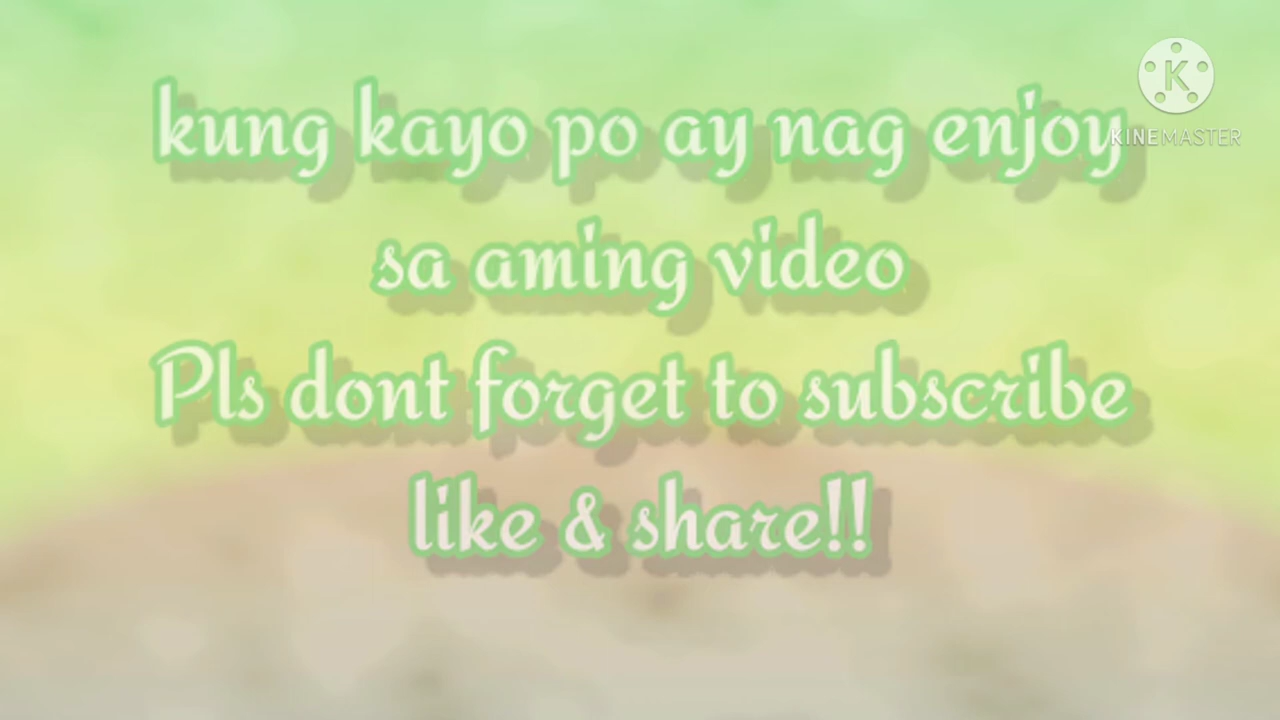 kung kayo po ay nag enjoy
sa aming video
Pls dont forget to subscribe
like & share!!
K
KINEMASTER